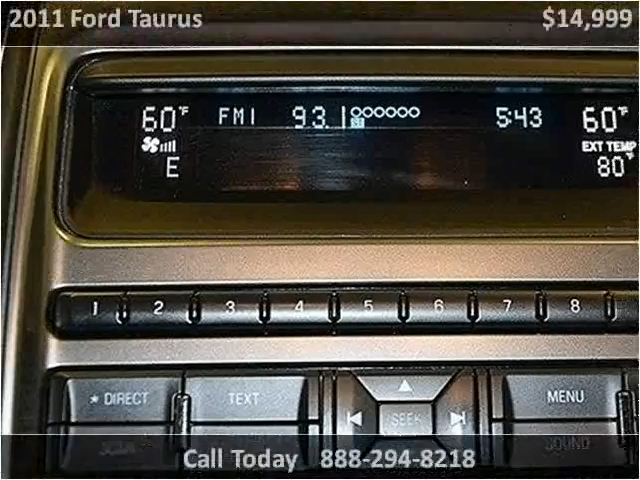 2011 Ford Taurus $14,999
60°F FM1 93.1 5:43 60°F
EXT TEMP
E 80°
1 2 3 4 5 6 7 8
* DIRECT TEXT SEEK MENU
SCAN SOUND
Call Today 888-294-8218